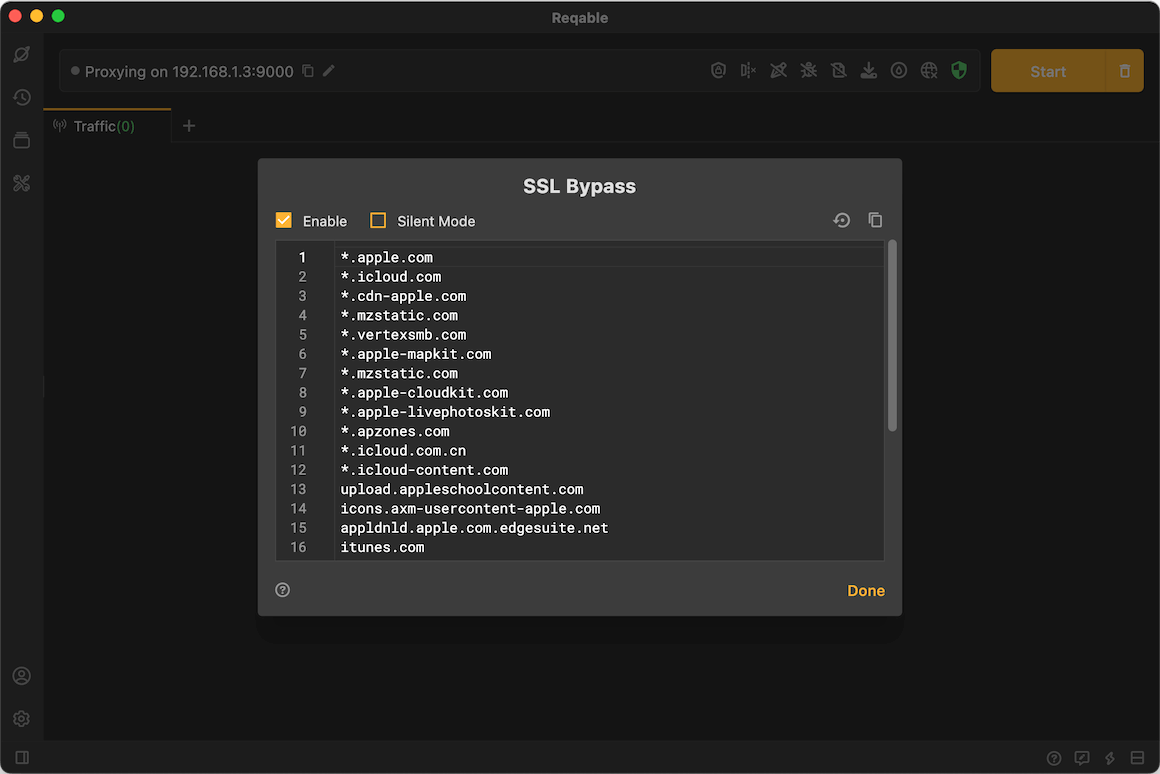 Reqable
Proxying on 192.168.1.3:9000
Start
Traffic(0)
SSL Bypass
Enable
Silent Mode
1 *.apple.com
2 *.icloud.com
3 *.cdn-apple.com
4 *.mzstatic.com
5 *.vertexsmb.com
6 *.apple-mapkit.com
7 *.mzstatic.com
8 *.apple-cloudkit.com
9 *.apple-livephotoskit.com
10 *.apzones.com
11 *.icloud.com.cn
12 *.icloud-content.com
13 upload.appleschoolcontent.com
14 icons.axm-usercontent-apple.com
15 appldnld.apple.com.edgesuite.net
16 itunes.com
Done